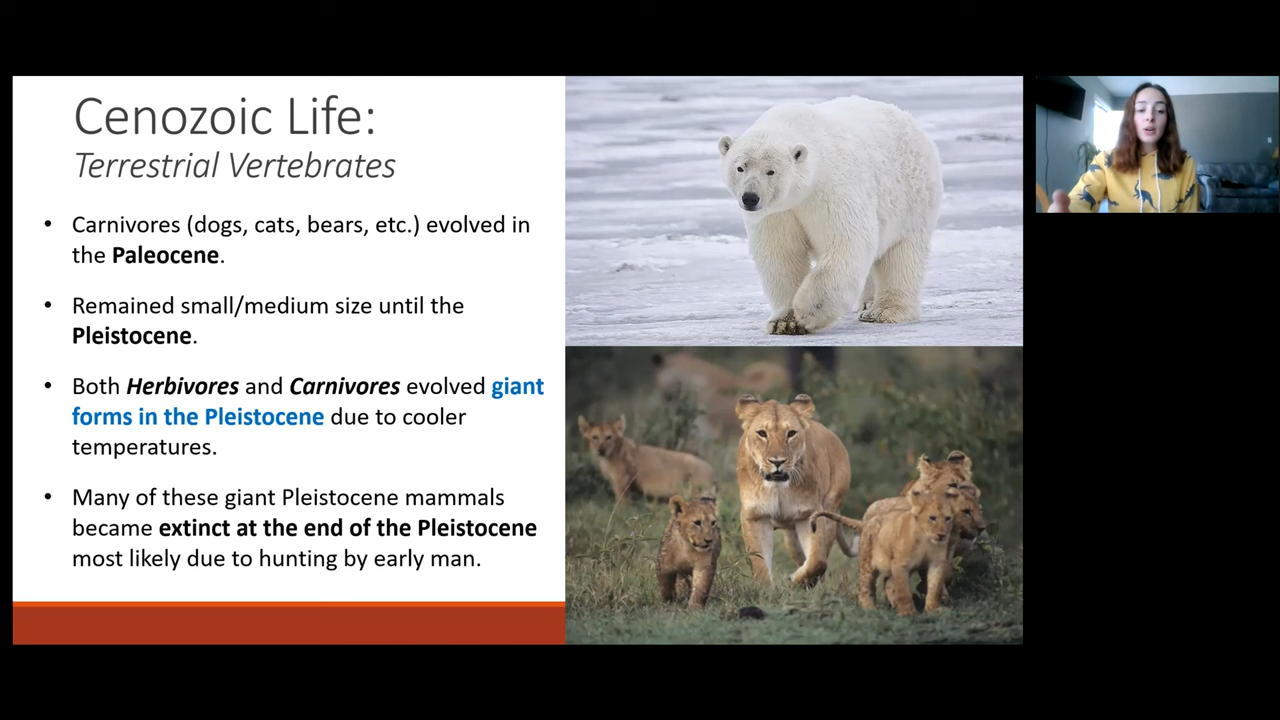 Cenozoic Life:
Terrestrial Vertebrates
• Carnivores (dogs, cats, bears, etc.) evolved in
the Paleocene.
• Remained small/medium size until the
Pleistocene.
• Both Herbivores and Carnivores evolved giant
forms in the Pleistocene due to cooler
temperatures.
• Many of these giant Pleistocene mammals
became extinct at the end of the Pleistocene
most likely due to hunting by early man.